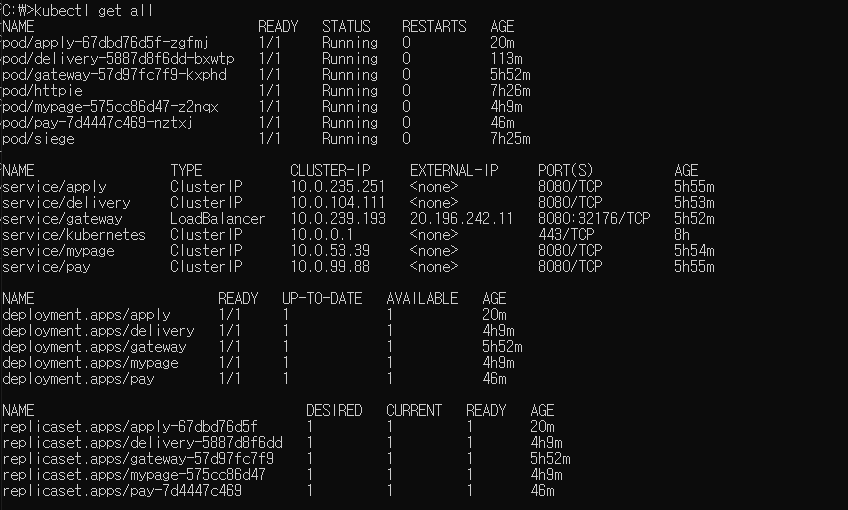 C:\>kubectl get all
NAME READY STATUS RESTARTS AGE
pod/apply-67dbd76d5f-zgfmj 1/1 Running 0 20m
pod/delivery-5887d8f6dd-bxwtp 1/1 Running 0 113m
pod/gateway-57d97fc7f9-kxphd 1/1 Running 0 5h52m
pod/httpie 1/1 Running 0 7h26m
pod/mypage-575cc86d47-z2nqx 1/1 Running 0 4h9m
pod/pay-7d4447c469-nztxj 1/1 Running 0 46m
pod/siege 1/1 Running 0 7h25m
NAME TYPE CLUSTER-IP EXTERNAL-IP PORT(S) AGE
service/apply ClusterIP 10.0.235.251 <none> 8080/TCP 5h55m
service/delivery ClusterIP 10.0.104.111 <none> 8080/TCP 5h53m
service/gateway LoadBalancer 10.0.239.193 20.196.242.11 8080:32176/TCP 5h52m
service/kubernetes ClusterIP 10.0.0.1 <none> 443/TCP 8h
service/mypage ClusterIP 10.0.53.39 <none> 8080/TCP 5h54m
service/pay ClusterIP 10.0.99.88 <none> 8080/TCP 5h55m
NAME READY UP-TO-DATE AVAILABLE AGE
deployment.apps/apply 1/1 1 1 20m
deployment.apps/delivery 1/1 1 1 4h9m
deployment.apps/gateway 1/1 1 1 5h52m
deployment.apps/mypage 1/1 1 1 4h9m
deployment.apps/pay 1/1 1 1 46m
NAME DESIRED CURRENT READY AGE
replicaset.apps/apply-67dbd76d5f 1 1 1 20m
replicaset.apps/delivery-5887d8f6dd 1 1 1 4h9m
replicaset.apps/gateway-57d97fc7f9 1 1 1 5h52m
replicaset.apps/mypage-575cc86d47 1 1 1 4h9m
replicaset.apps/pay-7d4447c469 1 1 1 46m